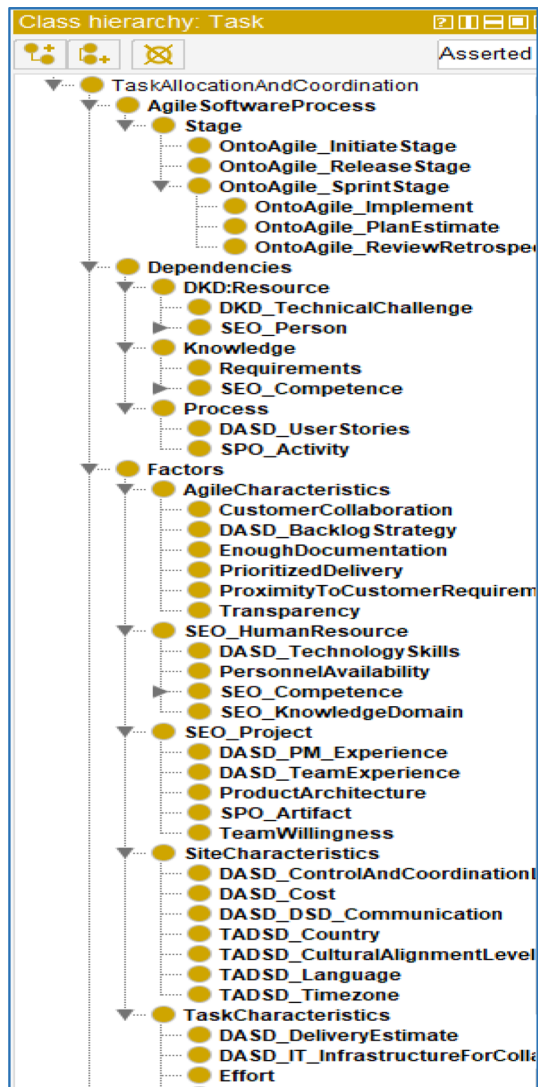 Class hierarchy: Task
Asserted
TaskAllocationAndCoordination
AgileSoftwareProcess
Stage
OntoAgile_InitiateStage
OntoAgile_ReleaseStage
OntoAgile_SprintStage
OntoAgile_Implement
OntoAgile_PlanEstimate
OntoAgile_ReviewRetrospe
Dependencies
DKD:Resource
DKD_TechnicalChallenge
SEO_Person
Knowledge
Requirements
SEO_Competence
Process
DASD_UserStories
SPO_Activity
Factors
AgileCharacteristics
CustomerCollaboration
DASD_BacklogStrategy
EnoughDocumentation
PrioritizedDelivery
ProximityToCustomerRequirem
Transparency
SEO_HumanResource
DASD_TechnologySkills
PersonnelAvailability
SEO_Competence
SEO_KnowledgeDomain
SEO_Project
DASD_PM_Experience
DASD_TeamExperience
ProductArchitecture
SPO_Artifact
TeamWillingness
SiteCharacteristics
DASD_ControlAndCoordinationL
DASD_Cost
DASD_DSD_Communication
TADSD_Country
TADSD_CulturalAlignmentLevel
TADSD_Language
TADSD_Timezone
TaskCharacteristics
DASD_DeliveryEstimate
DASD_IT_InfrastructureForColla
Effort